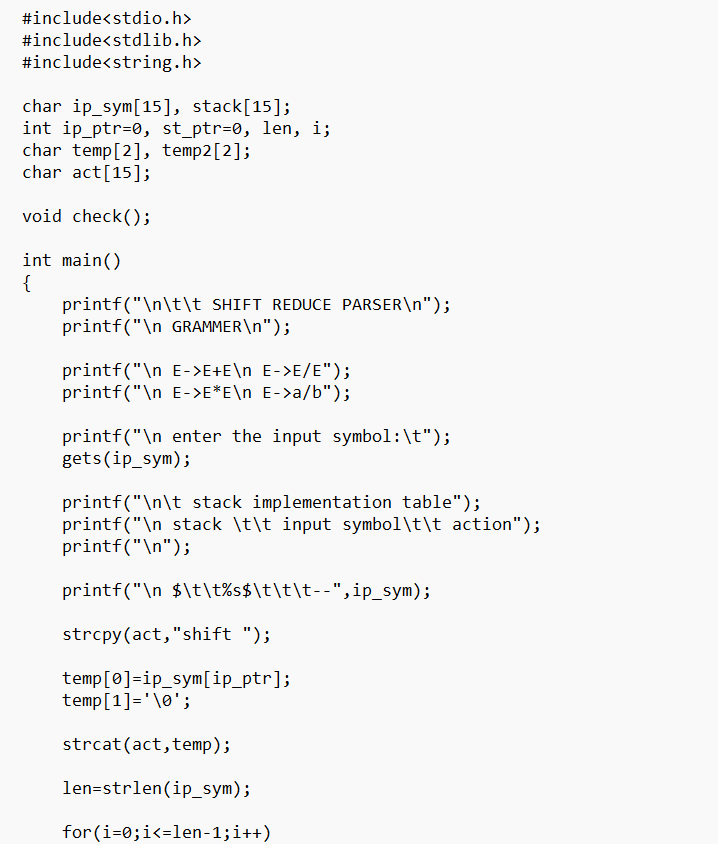 #include<stdio.h>
#include<stdlib.h>
#include<string.h>
char ip_sym[15], stack[15];
int ip_ptr=0, st_ptr=0, len, i;
char temp[2], temp2[2];
char act[15];
void check();
int main()
{
    printf("\n\t\t SHIFT REDUCE PARSER\n");
    printf("\n GRAMMER\n");
    printf("\n E->E+E\n E->E/E");
    printf("\n E->E*E\n E->a/b");
    printf("\n enter the input symbol:\t");
    gets(ip_sym);
    printf("\n\t stack implementation table");
    printf("\n stack \t\t input symbol\t\t action");
    printf("\n");
    printf("\n $\t\t%s$\t\t\t--",ip_sym);
    strcpy(act,"shift ");
    temp[0]=ip_sym[ip_ptr];
    temp[1]='\0';
    strcat(act,temp);
    len=strlen(ip_sym);
    for(i=0;i<=len-1;i++)